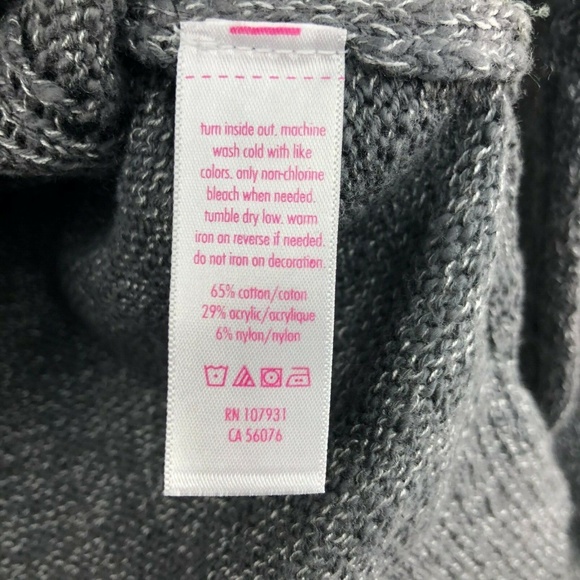 turn inside out. machine
wash cold with like
colors. only non-chlorine
bleach when needed.
tumble dry low. warm
iron on reverse if needed.
do not iron on decoration.
65% cotton/coton
29% acrylic/acrylique
6% nylon/nylon
RN 107931
CA 56076